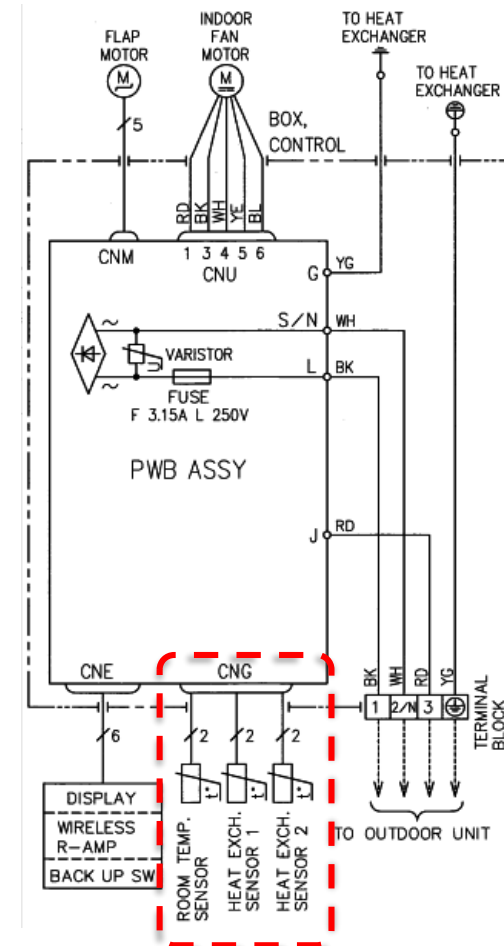 FLAP
MOTOR
INDOOR
FAN
MOTOR
TO HEAT
EXCHANGER
TO HEAT
EXCHANGER
M
M
5
BOX,
CONTROL
RD
BK
WH
YE
BL
CNM
1 3 4 5 6
CNU
G
YG
S/N
WH
VARISTOR
L
BK
FUSE
F 3.15A L 250V
PWB ASSY
J
RD
CNE
CNG
BK
WH
RD
YG
1 2/N 3
TERMINAL
BLOCK
6
2
2
2
DISPLAY
WIRELESS
R-AMP
BACK UP SW
ROOM TEMP.
SENSOR
HEAT EXCH.
SENSOR 1
HEAT EXCH.
SENSOR 2
TO OUTDOOR UNIT